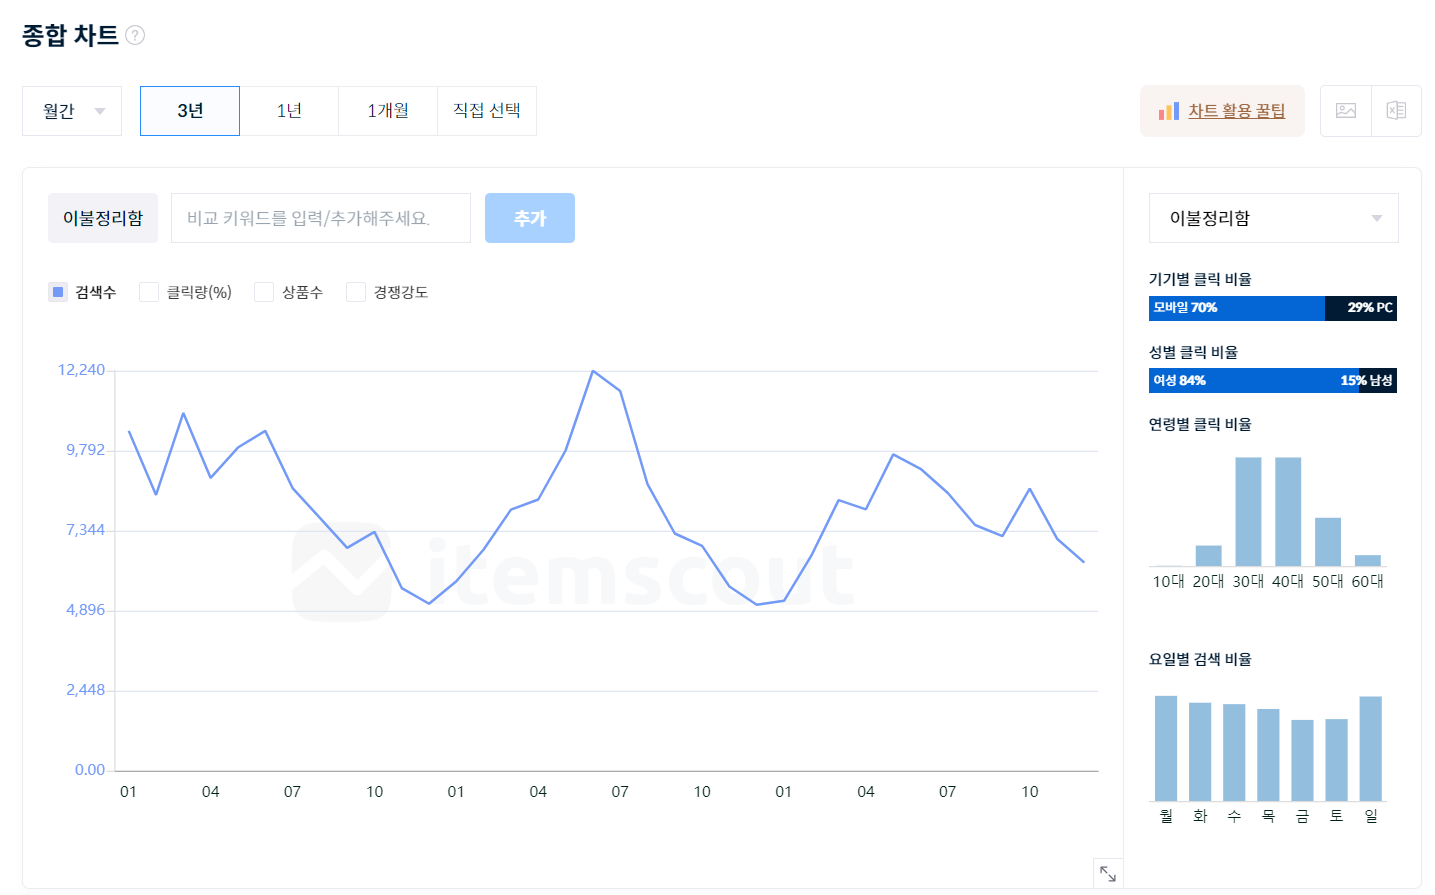 종합 차트 ?
월간
3년
1년
1개월
직접 선택
차트 활용 꿀팁
이불정리함
비교 키워드를 입력/추가해주세요.
추가
검색수
클릭량(%)
상품수
경쟁강도
12,240
9,792
7,344
4,896
2,448
0.00
itemscout
01 04 07 10 01 04 07 10 01 04 07 10
이불정리함
기기별 클릭 비율
모바일 70% 29% PC
성별 클릭 비율
여성 84% 15% 남성
연령별 클릭 비율
10대 20대 30대 40대 50대 60대
요일별 검색 비율
월 화 수 목 금 토 일